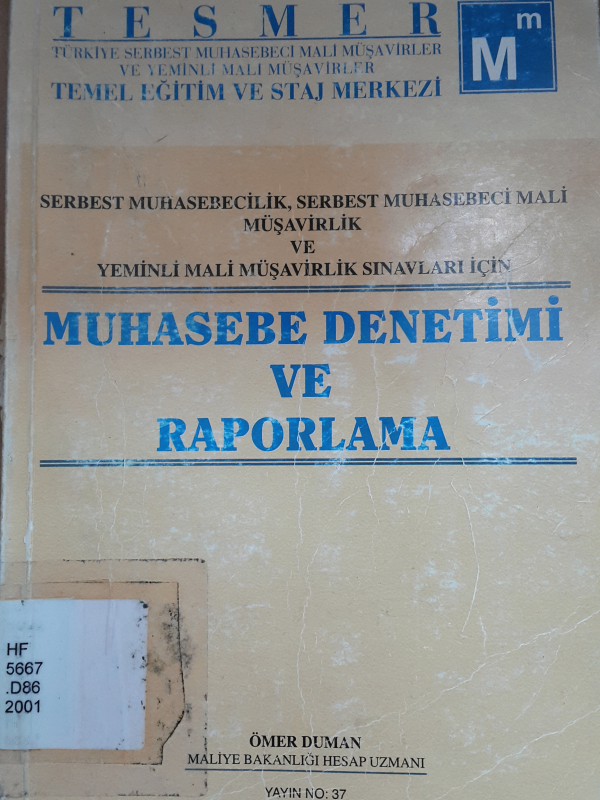 TESMER
TÜRKİYE SERBEST MUHASEBECİ MALİ MÜŞAVİRLER
VE YEMİNLİ MALİ MÜŞAVİRLER
TEMEL EĞİTİM VE STAJ MERKEZİ
Mm
SERBEST MUHASEBECİLİK, SERBEST MUHASEBECİ MALİ
MÜŞAVİRLİK
VE
YEMİNLİ MALİ MÜŞAVİRLİK SINAVLARI İÇİN
MUHASEBE DENETİMİ
VE
RAPORLAMA
HF
5667
.D86
2001
ÖMER DUMAN
MALİYE BAKANLIĞI HESAP UZMANI
YAYIN NO: 37